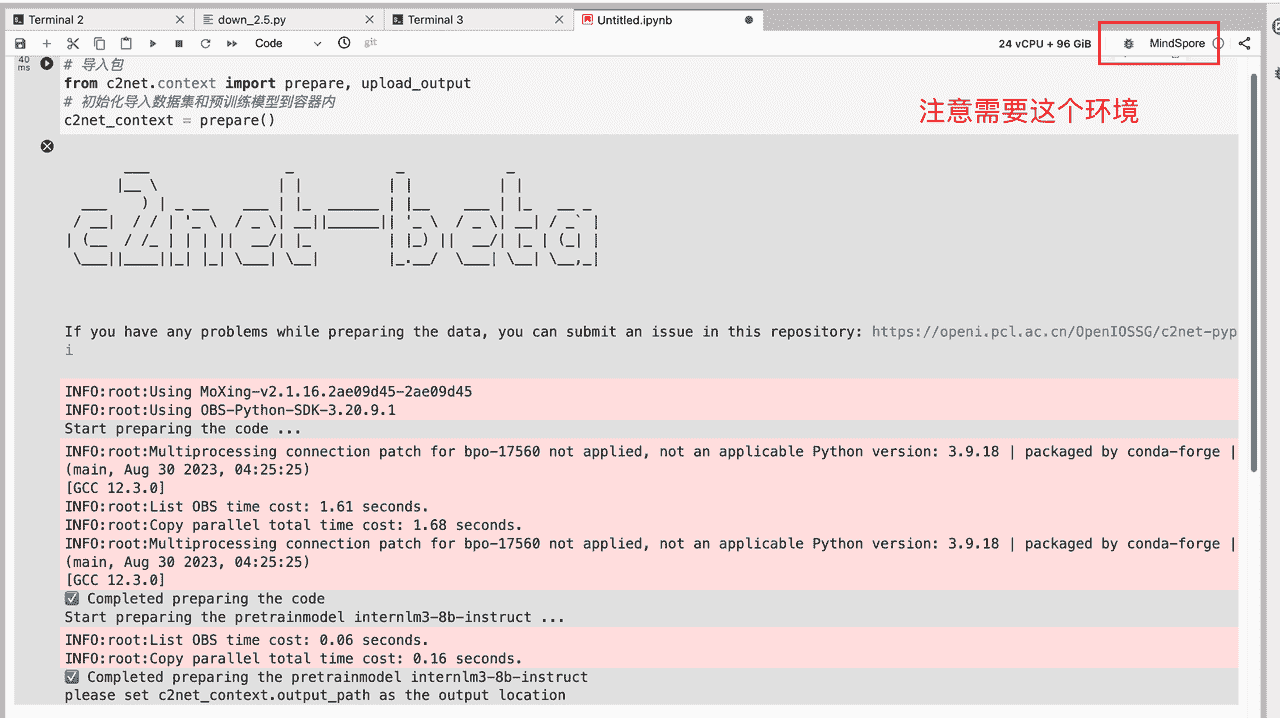 Terminal 2
down_2.5.py
Terminal 3
Untitled.ipynb
Code
git
24 vCPU + 96 GiB
MindSpore
40
ms
# 导入包
from c2net.context import prepare, upload_output
# 初始化导入数据集和预训练模型到容器内
c2net_context = prepare()
注意需要这个环境
c2net-beta
If you have any problems while preparing the data, you can submit an issue in this repository: https://openi.pcl.ac.cn/OpenIOSSG/c2net-pyp
i
INFO:root:Using MoXing-v2.1.16.2ae09d45-2ae09d45
INFO:root:Using OBS-Python-SDK-3.20.9.1
Start preparing the code ...
INFO:root:Multiprocessing connection patch for bpo-17560 not applied, not an applicable Python version: 3.9.18 | packaged by conda-forge |
(main, Aug 30 2023, 04:25:25)
[GCC 12.3.0]
INFO:root:List OBS time cost: 1.61 seconds.
INFO:root:Copy parallel total time cost: 1.68 seconds.
INFO:root:Multiprocessing connection patch for bpo-17560 not applied, not an applicable Python version: 3.9.18 | packaged by conda-forge |
(main, Aug 30 2023, 04:25:25)
[GCC 12.3.0]
☑ Completed preparing the code
Start preparing the pretrainmodel internlm3-8b-instruct ...
INFO:root:List OBS time cost: 0.06 seconds.
INFO:root:Copy parallel total time cost: 0.16 seconds.
☑ Completed preparing the pretrainmodel internlm3-8b-instruct
please set c2net_context.output_path as the output location